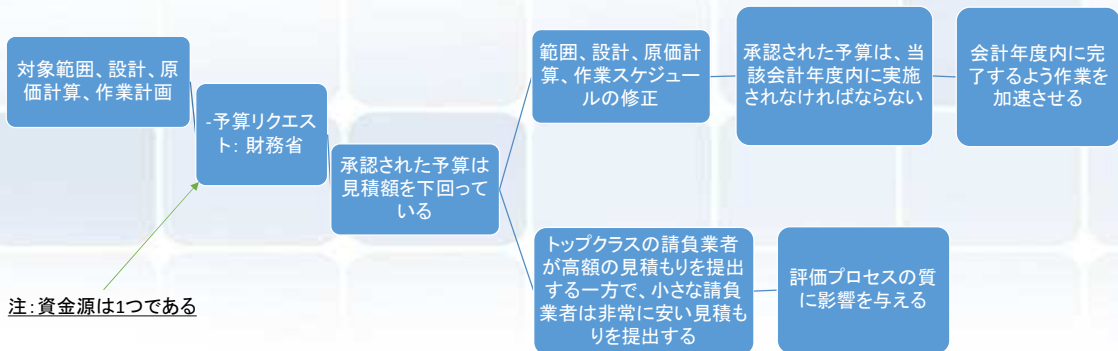 対象範囲、設計、原
価計算、作業計画
-予算リクエス
ト: 財務省
承認された予算は
見積額を下回って
いる
範囲、設計、原価計
算、作業スケジュー
ルの修正
承認された予算は、当
該会計年度内に実施
されなければならない
会計年度内に完
了するよう作業を
加速させる
トップクラスの請負業者
が高額の見積もりを提出
する一方で、小さな請負
業者は非常に安い見積も
りを提出する
評価プロセスの質
に影響を与える
注:資金源は1つである